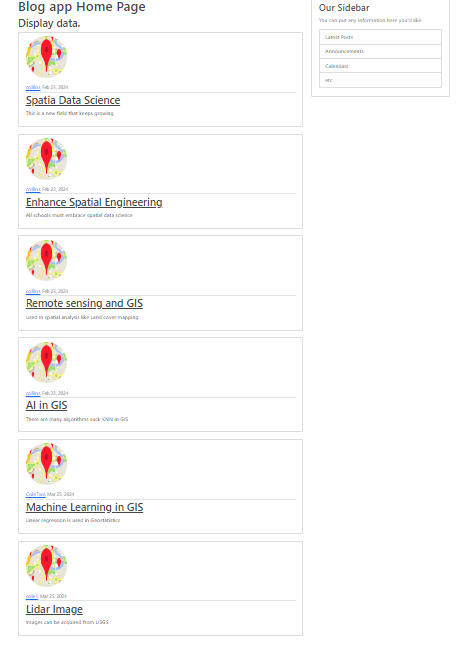 Blog app Home Page
Display data.
collins Feb 23, 2024
Spatia Data Science
This is a new field that keeps growing
collins Feb 23, 2024
Enhance Spatial Engineering
All schools must embrace spatial data science
collins Feb 23, 2024
Remote sensing and GIS
Used in spatial analysis like Land cover mapping
collins Feb 23, 2024
AI in GIS
There are many algorithms suck KNN in GIS
Mar 25, 2024
Machine Learning in GIS
Linear regression is used in Geostatistics
Mar 25, 2024
Lidar Image
Images can be acquired from USGS
Our Sidebar
You can put any information here you'd like
Latest Posts
Announcements
Calendars
etc